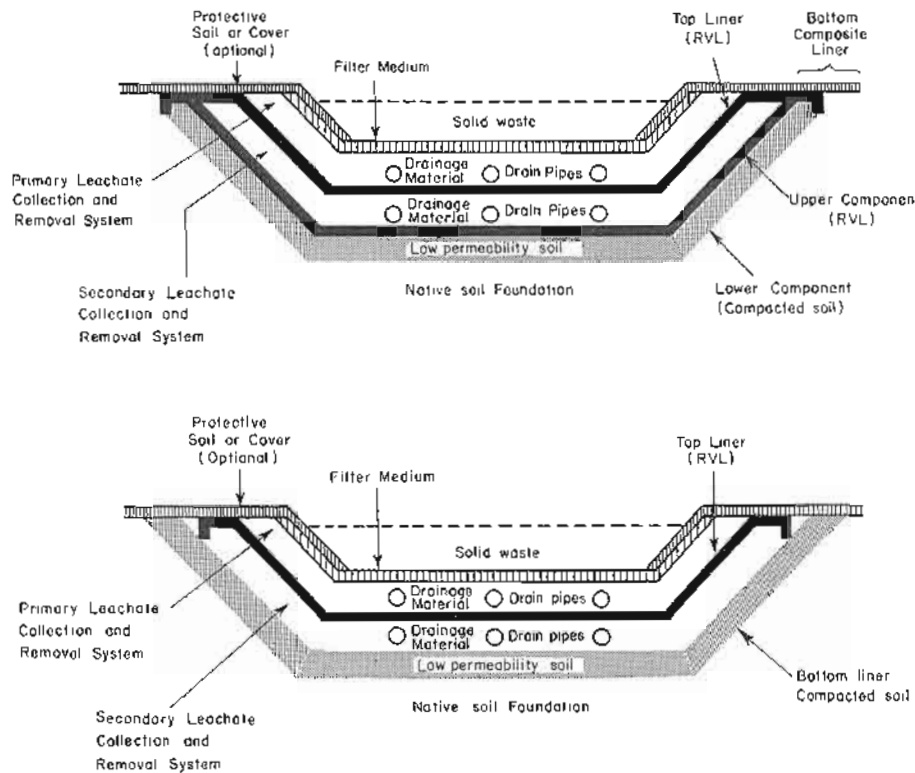 Protective
Soil or Cover
(optional)
Filter Medium
Top Liner
(RVL)
Bottom
Composite
Liner
Solid waste
Drainage
Material
Drain Pipes
Primary Leachate
Collection and
Removal System
Drainage
Material
Drain Pipes
Upper Component
(RVL)
Low permeability soil
Secondary Leachate
Collection and
Removal System
Native soil Foundation
Lower Component
(Compacted soil)
Protective
Soil or Cover
(Optional)
Filter Medium
Top Liner
(RVL)
Solid waste
Drainage
Material
Drain pipes
Primary Leachate
Collection and
Removal System
Drainage
Material
Drain pipes
Low permeability soil
Bottom liner
Compacted soil
Native soil Foundation
Secondary Leachate
Collection and
Removal System